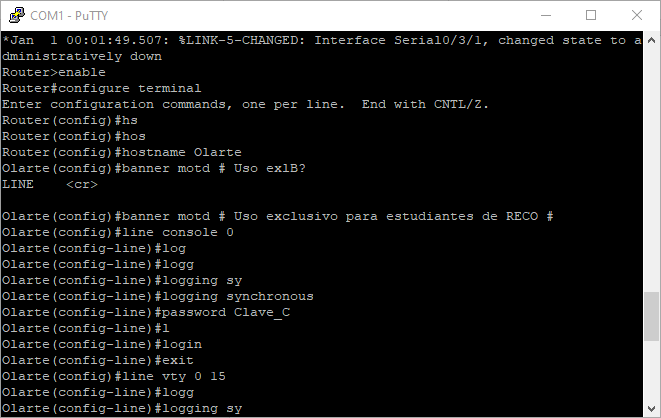 COM1 - PuTTY
*Jan  1 00:01:49.507: %LINK-5-CHANGED: Interface Serial0/3/1, changed state to a
dministratively down
Router>enable
Router#configure terminal
Enter configuration commands, one per line.  End with CNTL/Z.
Router(config)#hs
Router(config)#hos
Router(config)#hostname Olarte
Olarte(config)#banner motd # Uso exlB?
LINE    <cr>
Olarte(config)#banner motd # Uso exclusivo para estudiantes de RECO #
Olarte(config)#line console 0
Olarte(config-line)#log
Olarte(config-line)#logg
Olarte(config-line)#logging sy
Olarte(config-line)#logging synchronous
Olarte(config-line)#password Clave_C
Olarte(config-line)#l
Olarte(config-line)#login
Olarte(config-line)#exit
Olarte(config)#line vty 0 15
Olarte(config-line)#logg
Olarte(config-line)#logging sy